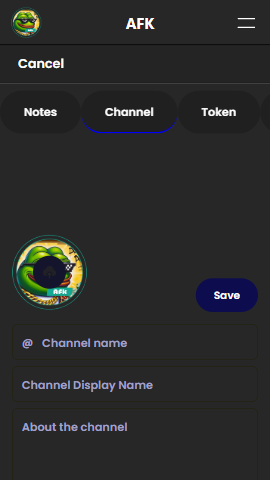 AFK
Cancel
Notes
Channel
Token
AFK
Save
@ Channel name
Channel Display Name
About the channel